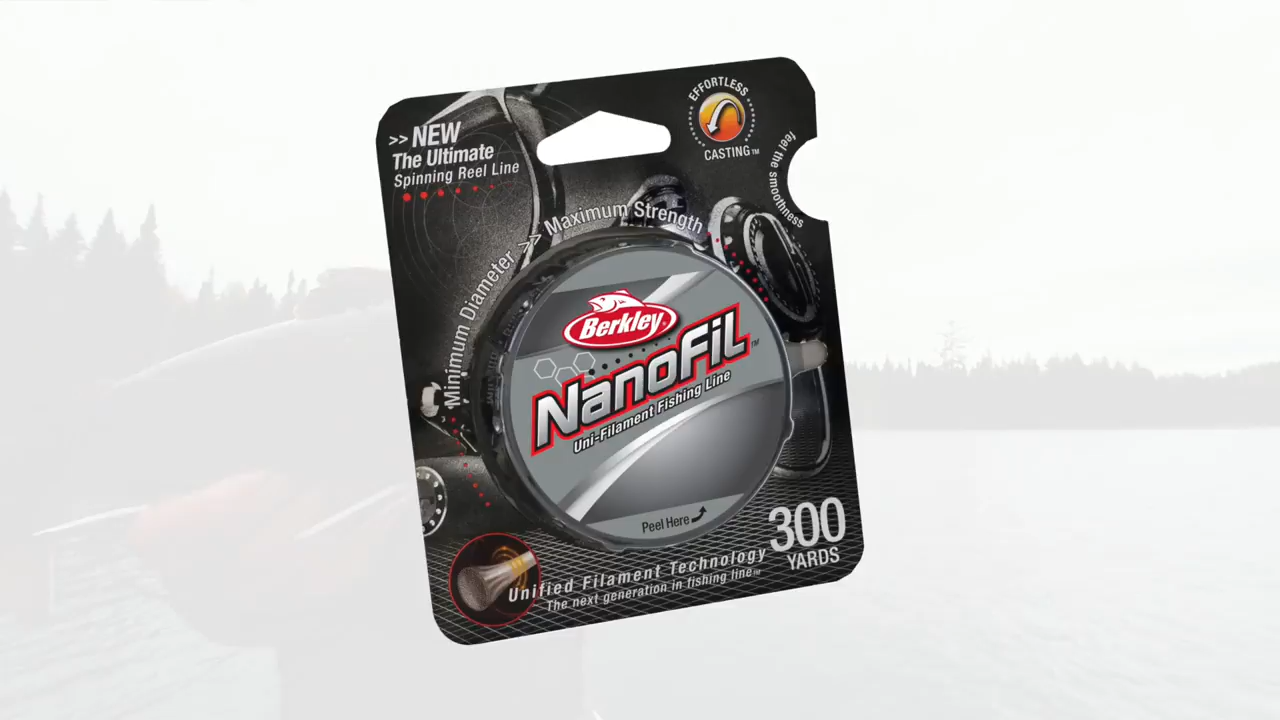 >> NEW
The Ultimate
Spinning Reel Line
EFFORTLESS
CASTING™
feel the smoothness
Minimum Diameter >> Maximum Strength
Berkley
NANOFIL™
Uni-Filament Fishing Line
Peel Here
300
YARDS
Unified Filament Technology
The next generation in fishing line™